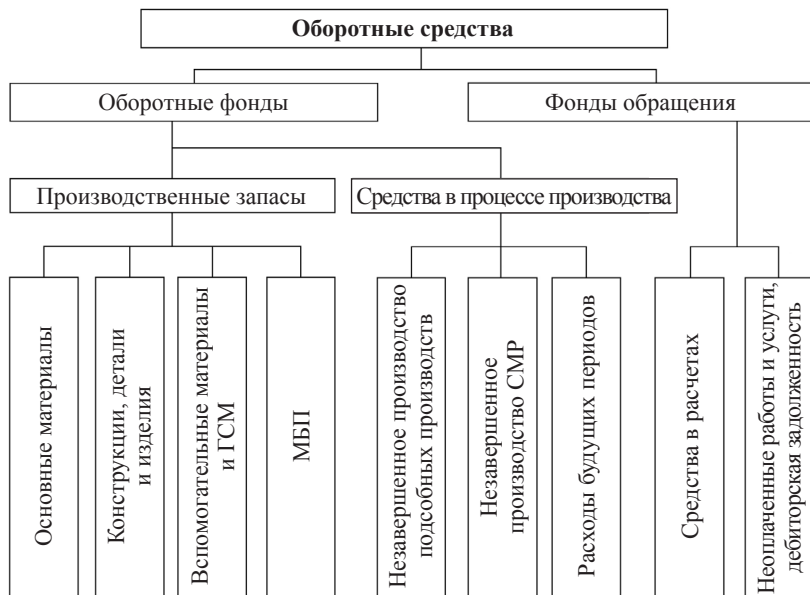 Оборотные средства
Оборотные фонды
Фонды обращения
Производственные запасы
Средства в процессе производства
Основные материалы
Конструкции, детали
и изделия
Вспомогательные материалы
и ГСМ
МБП
Незавершенное производство
подсобных производств
Незавершенное
производство СМР
Расходы будущих периодов
Средства в расчетах
Неоплаченные работы и услуги,
дебиторская задолженность